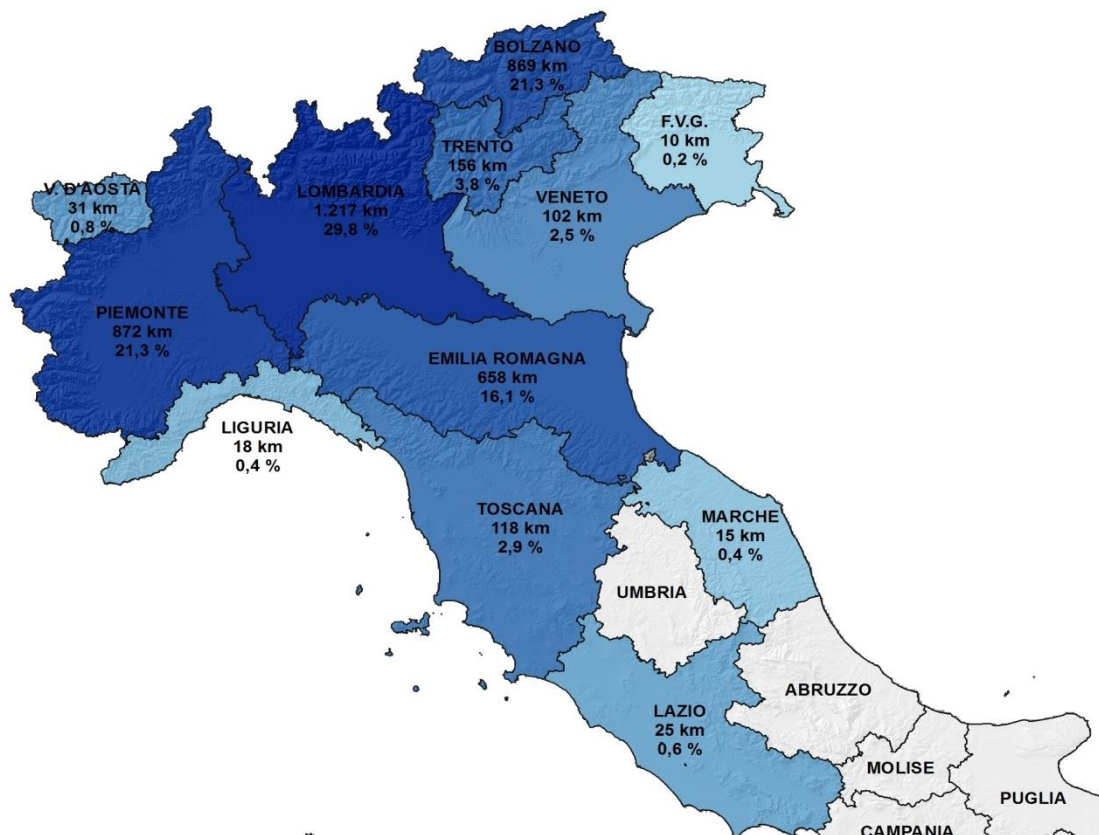 BOLZANO
869 km
21,3 %
F.V.G.
10 km
0,2 %
TRENTO
156 km
3,8 %
V. D'AOSTA
31 km
0,8 %
LOMBARDIA
1.217 km
29,8 %
VENETO
102 km
2,5 %
PIEMONTE
872 km
21,3 %
EMILIA ROMAGNA
658 km
16,1 %
LIGURIA
18 km
0,4 %
TOSCANA
118 km
2,9 %
MARCHE
15 km
0,4 %
UMBRIA
ABRUZZO
LAZIO
25 km
0,6 %
MOLISE
PUGLIA
CAMPANIA